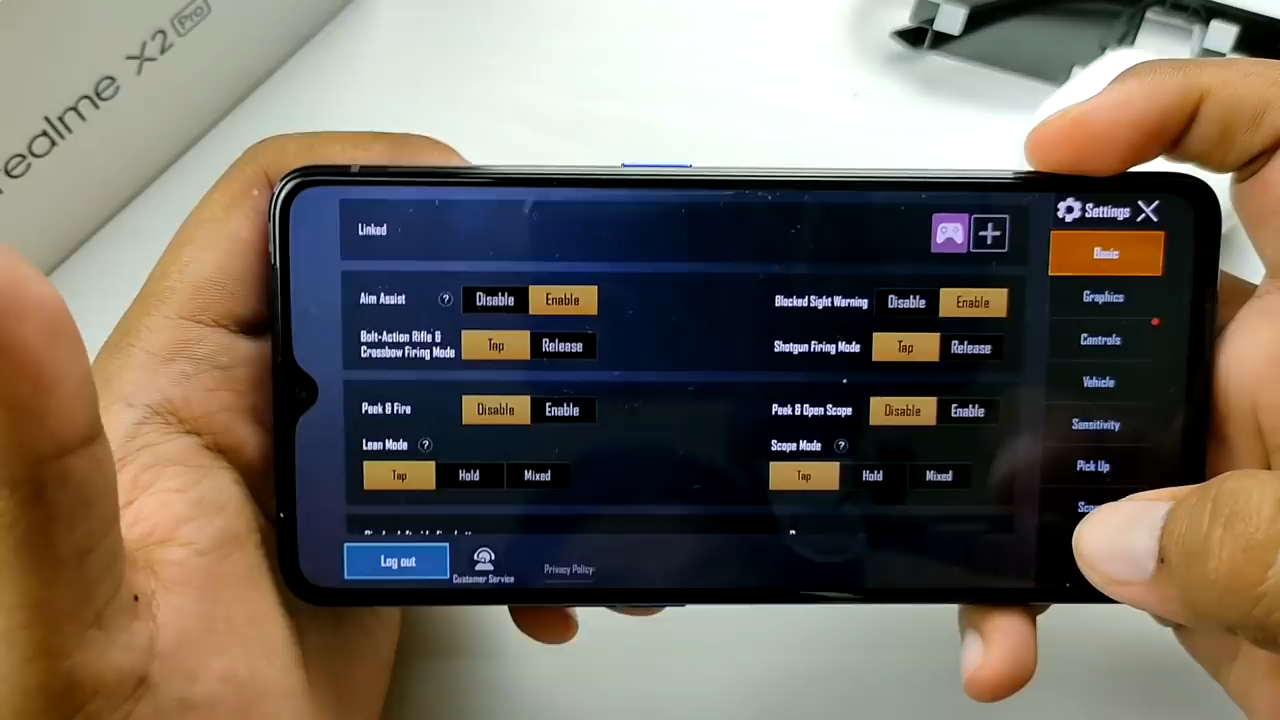 realme X2 Pro
Linked
Settings
Basic
Aim Assist ? Disable Enable
Blocked Sight Warning Disable Enable
Graphics
Bolt-Action Rifle &
Crossbow Firing Mode Tap Release
Shotgun Firing Mode Tap Release
Controls
Vehicle
Peek & Fire Disable Enable
Peek & Open Scope Disable Enable
Sensitivity
Lean Mode ?
Scope Mode ?
Pick Up
Tap Hold Mixed
Tap Hold Mixed
Log out
Customer Service
Privacy Policy